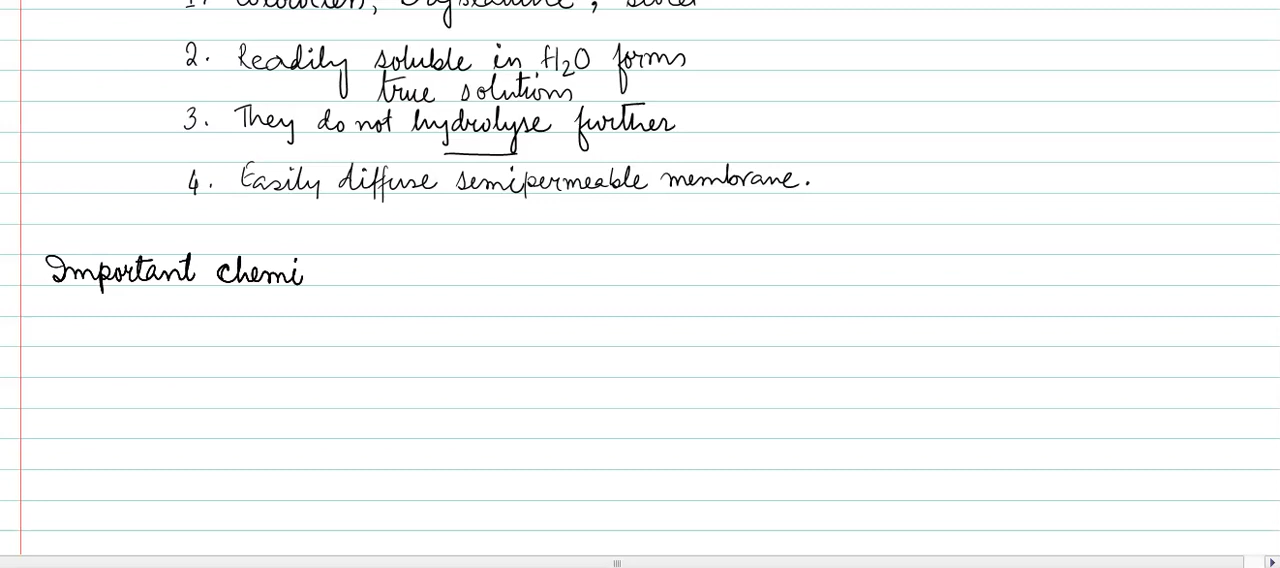 2. Readily soluble in H2O forms
true solutions
3. They do not hydrolyse further
4. Easily diffuse semipermeable membrane.
Important chemi